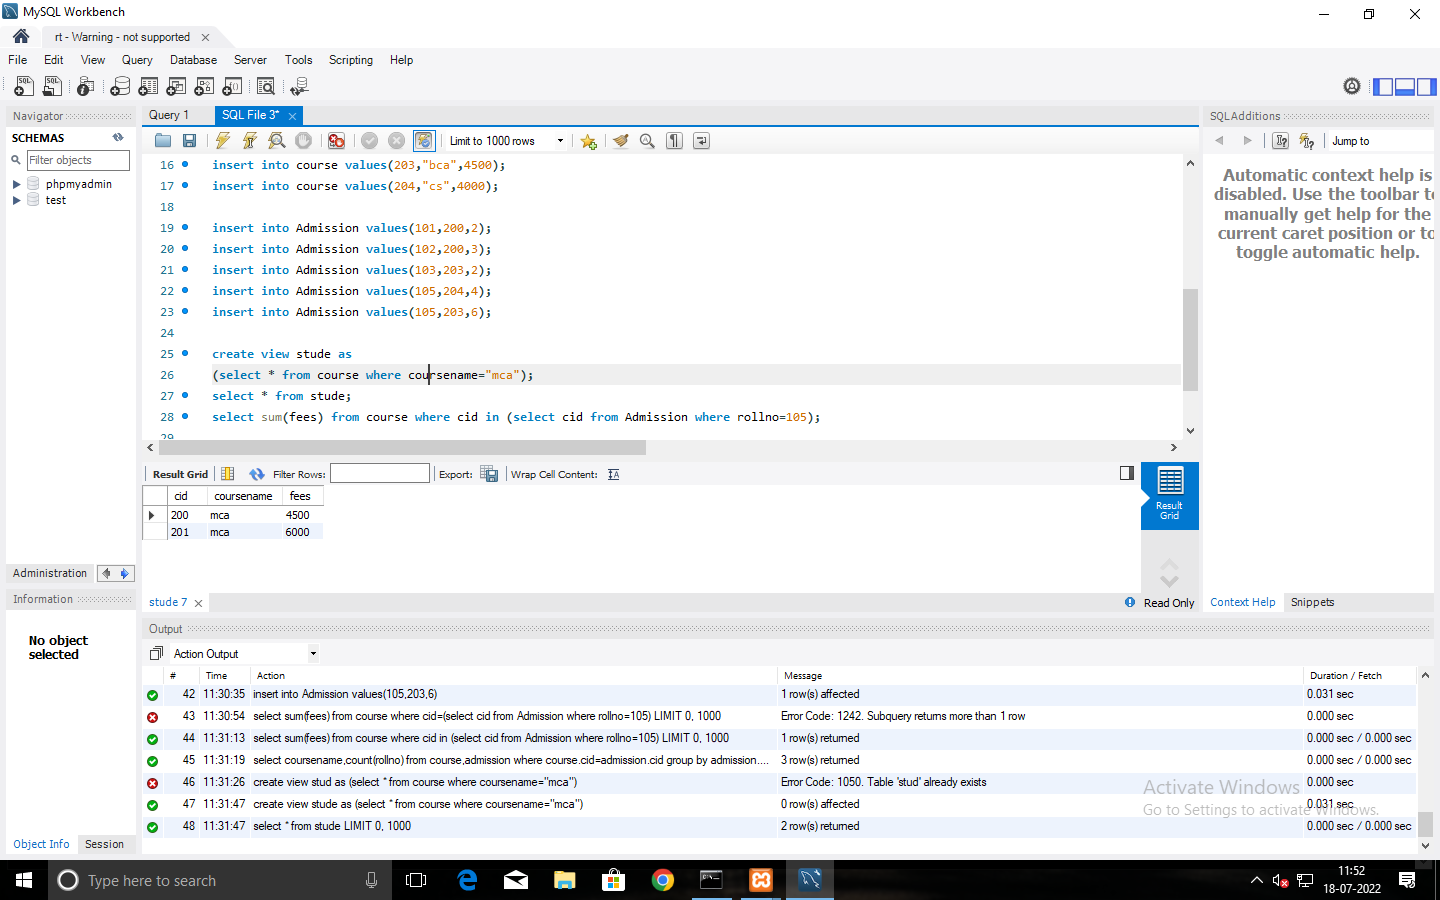 MySQL Workbench
rt - Warning - not supported
File Edit View Query Database Server Tools Scripting Help
Navigator
SCHEMAS
Filter objects
phpmyadmin
test
Administration
Information
No object
selected
Object Info Session
Query 1 SQL File 3*
Limit to 1000 rows
16 insert into course values(203,"bca",4500);
17 insert into course values(204,"cs",4000);
18
19 insert into Admission values(101,200,2);
20 insert into Admission values(102,200,3);
21 insert into Admission values(103,203,2);
22 insert into Admission values(105,204,4);
23 insert into Admission values(105,203,6);
24
25 create view stude as
26 (select * from course where coursename="mca");
27 select * from stude;
28 select sum(fees) from course where cid in (select cid from Admission where rollno=105);
29
Result Grid Filter Rows: Export: Wrap Cell Content:
cid coursename fees
200 mca 4500
201 mca 6000
Result
Grid
stude 7
Read Only
SQLAdditions
Jump to
Automatic context help is
disabled. Use the toolbar to
manually get help for the
current caret position or to
toggle automatic help.
Context Help Snippets
Output
Action Output
# Time Action Message Duration / Fetch
42 11:30:35 insert into Admission values(105,203,6) 1 row(s) affected 0.031 sec
43 11:30:54 select sum(fees) from course where cid=(select cid from Admission where rollno=105) LIMIT 0, 1000 Error Code: 1242. Subquery returns more than 1 row 0.000 sec
44 11:31:13 select sum(fees) from course where cid in (select cid from Admission where rollno=105) LIMIT 0, 1000 1 row(s) returned 0.000 sec / 0.000 sec
45 11:31:19 select coursename,count(rollno) from course,admission where course.cid=admission.cid group by admission.... 3 row(s) returned 0.000 sec / 0.000 sec
46 11:31:26 create view stud as (select * from course where coursename="mca") Error Code: 1050. Table 'stud' already exists 0.000 sec
47 11:31:47 create view stude as (select * from course where coursename="mca") 0 row(s) affected 0.031 sec
48 11:31:47 select * from stude LIMIT 0, 1000 2 row(s) returned 0.000 sec / 0.000 sec
Activate Windows
Go to Settings to activate Windows.
Type here to search
11:52
18-07-2022